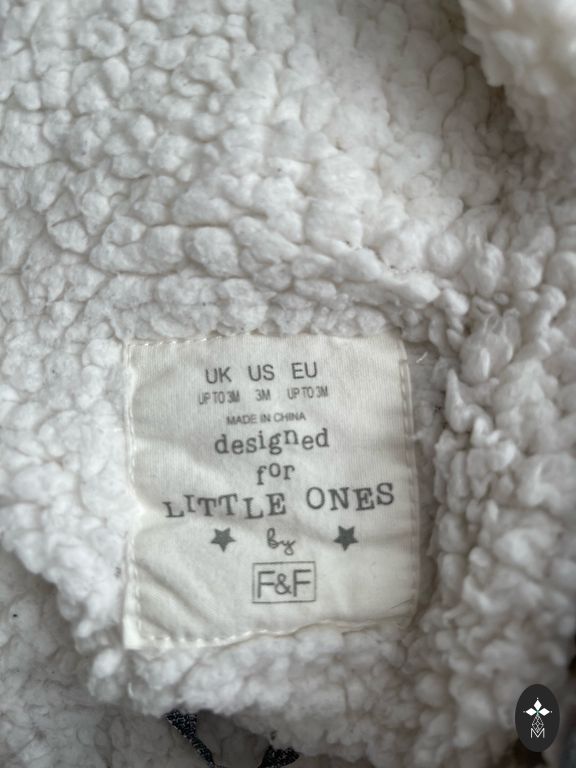 UK US EU
UP TO 3M 3M UP TO 3M
MADE IN CHINA
designed
for
LITTLE ONES
by
F&F
M